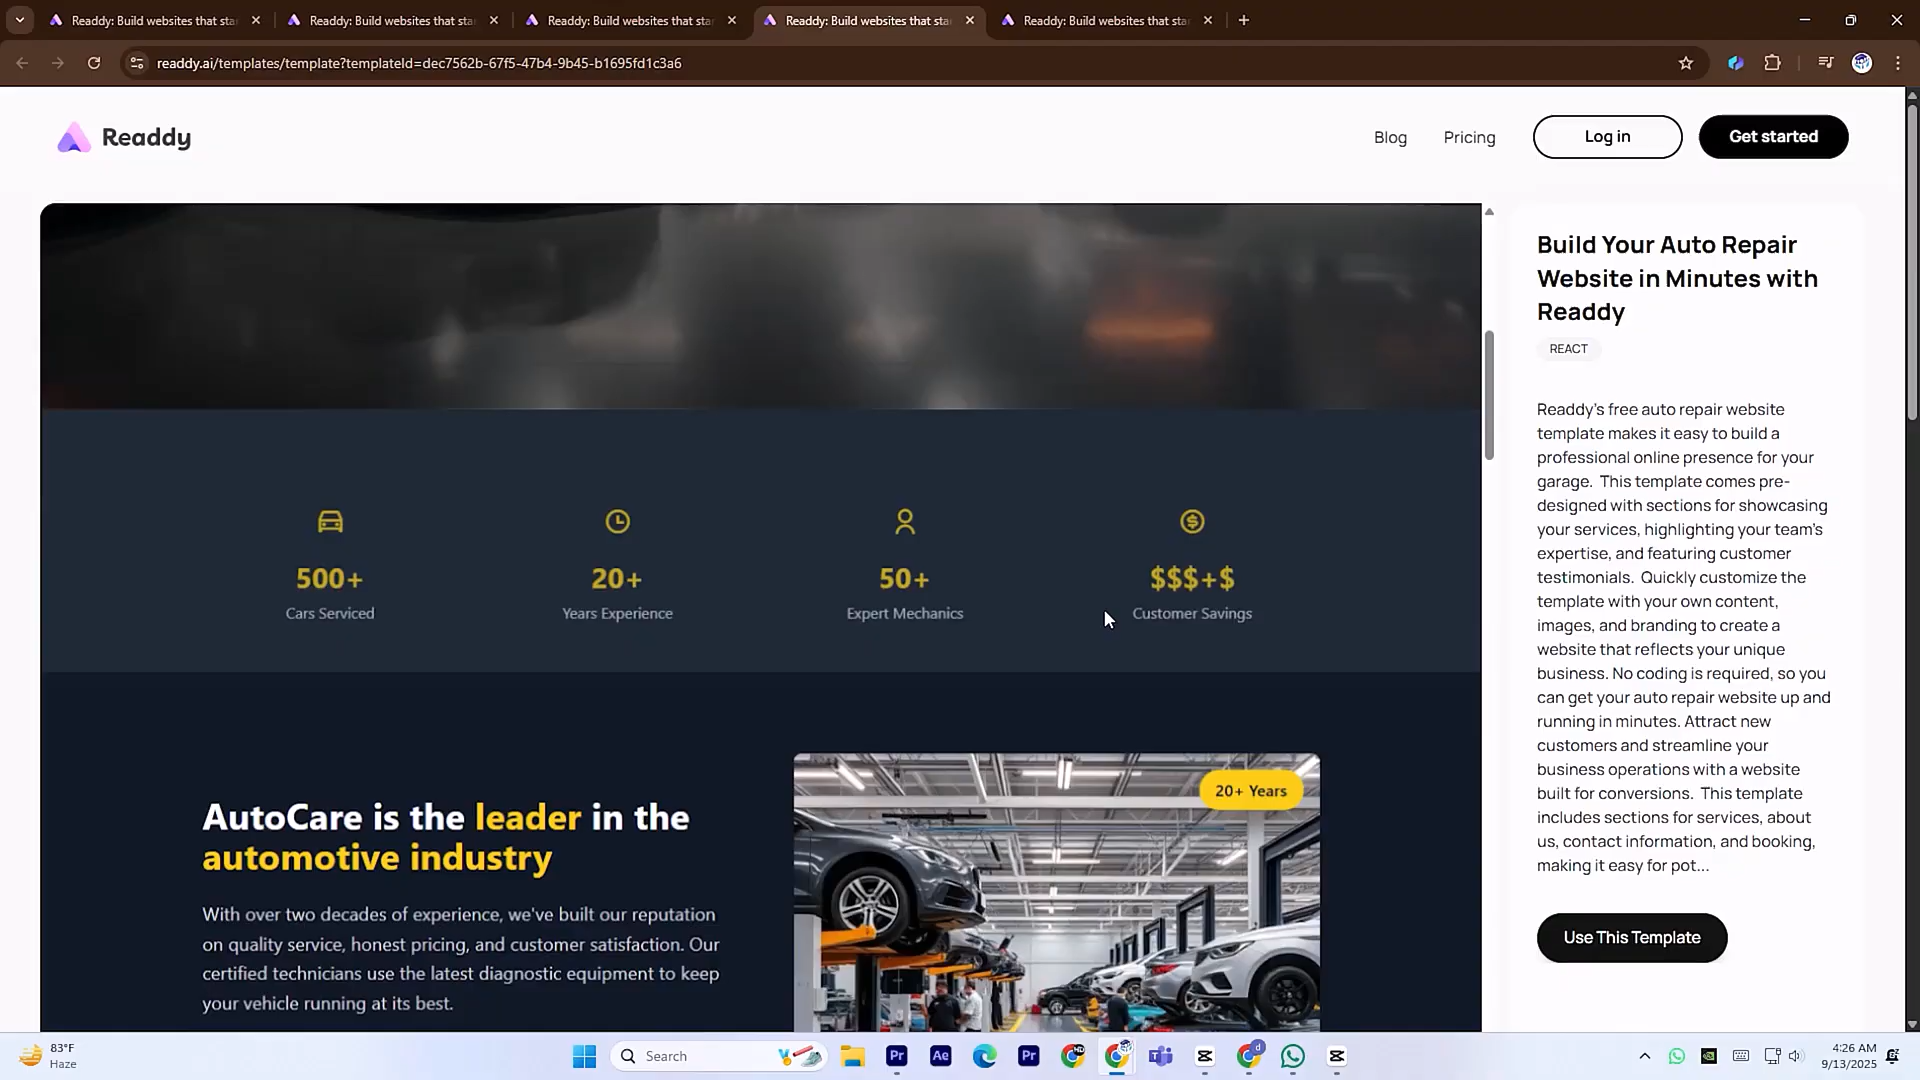 Readdy: Build websites that sta
Readdy: Build websites that sta
Readdy: Build websites that sta
Readdy: Build websites that sta
Readdy: Build websites that sta
readdy.ai/templates/template?templateId=dec7562b-67f5-47b4-9b45-b1695fd1c3a6
Readdy
Blog
Pricing
Log in
Get started
500+
Cars Serviced
20+
Years Experience
50+
Expert Mechanics
$$$+$
Customer Savings
AutoCare is the leader in the
automotive industry
With over two decades of experience, we've built our reputation
on quality service, honest pricing, and customer satisfaction. Our
certified technicians use the latest diagnostic equipment to keep
your vehicle running at its best.
20+ Years
Build Your Auto Repair
Website in Minutes with
Readdy
REACT
Readdy's free auto repair website
template makes it easy to build a
professional online presence for your
garage. This template comes pre-
designed with sections for showcasing
your services, highlighting your team's
expertise, and featuring customer
testimonials. Quickly customize the
template with your own content,
images, and branding to create a
website that reflects your unique
business. No coding is required, so you
can get your auto repair website up and
running in minutes. Attract new
customers and streamline your
business operations with a website
built for conversions. This template
includes sections for services, about
us, contact information, and booking,
making it easy for pot...
Use This Template
83°F
Haze
Search
Pr
Ae
Pr
4:26 AM
9/13/2025